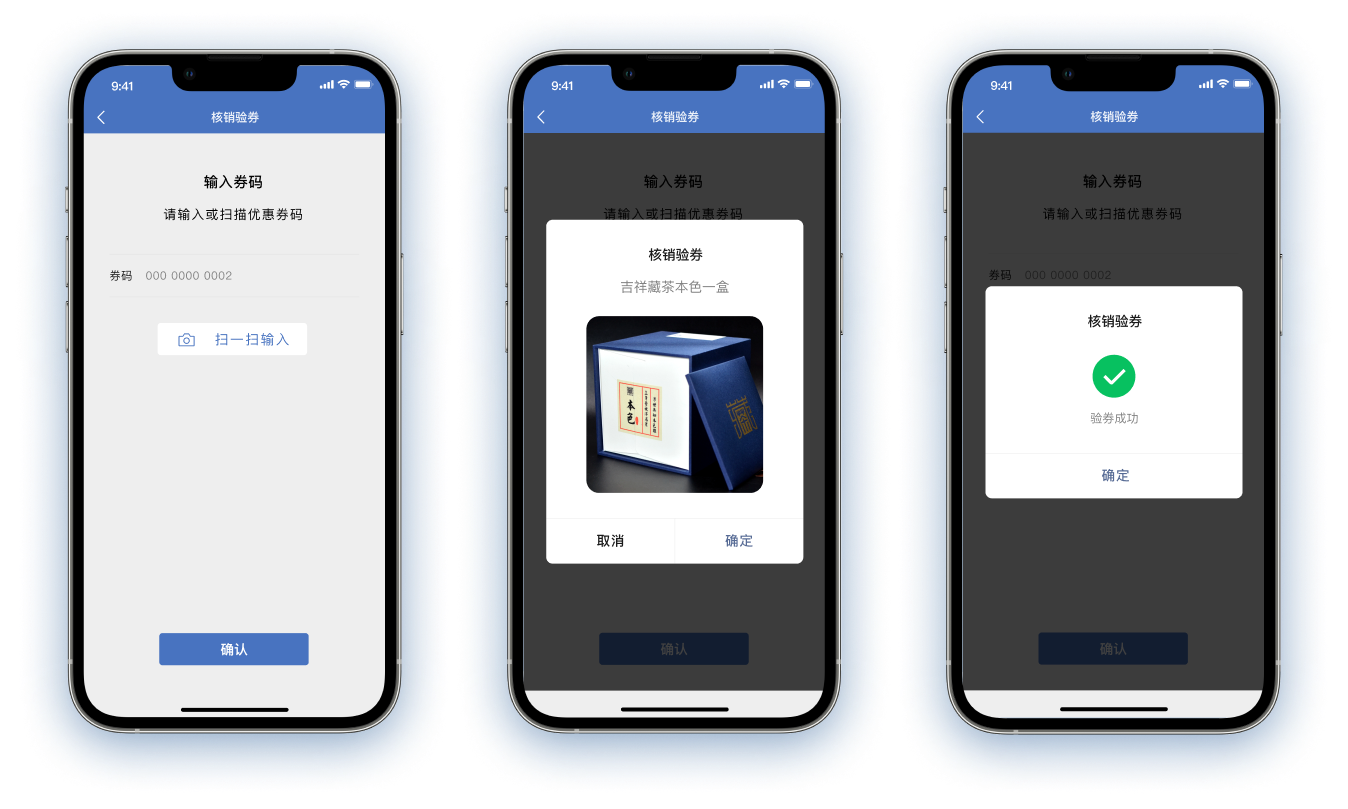 9:41
核销验券
输入券码
请输入或扫描优惠券码
券码 000 0000 0002
扫一扫输入
确认
9:41
核销验券
输入券码
请输入或扫描优惠券码
核销验券
吉祥藏茶本色一盒
本色
取消 确定
确认
9:41
核销验券
输入券码
请输入或扫描优惠券码
券码 000 0000 0002
核销验券
验券成功
确定
确认